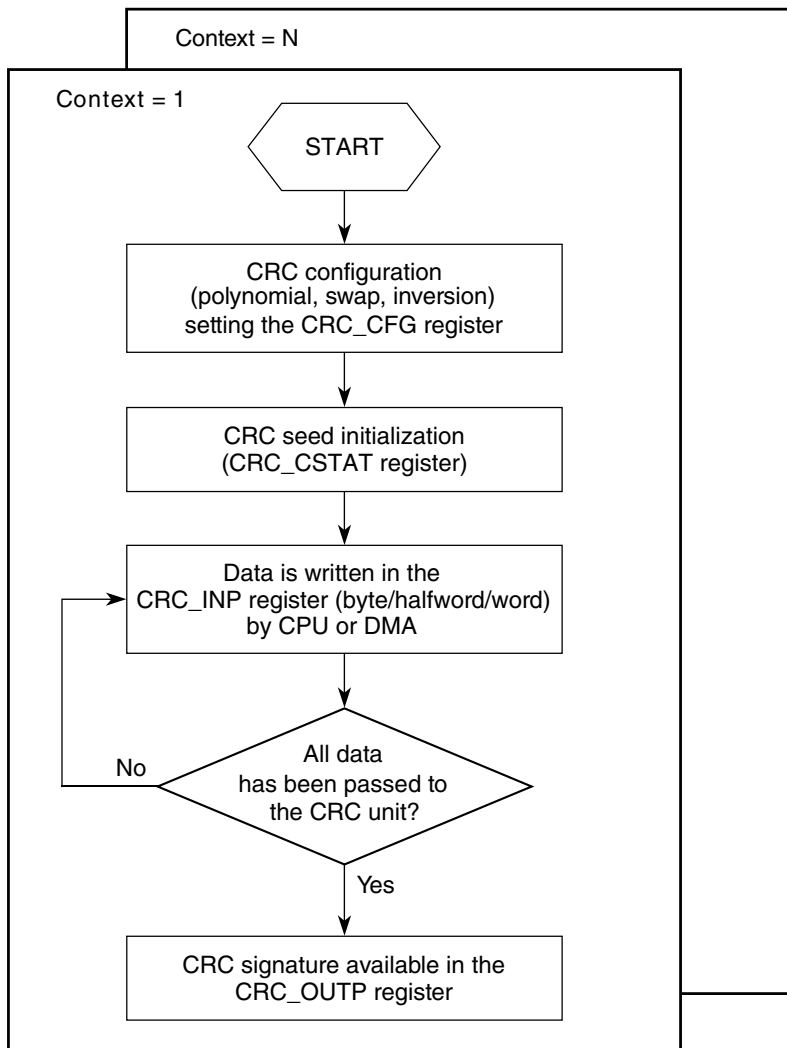 Context = N
Context = 1
START
CRC configuration
(polynomial, swap, inversion)
setting the CRC_CFG register
CRC seed initialization
(CRC_CSTAT register)
Data is written in the
CRC_INP register (byte/halfword/word)
by CPU or DMA
All data
has been passed to
the CRC unit?
No
Yes
CRC signature available in the
CRC_OUTP register